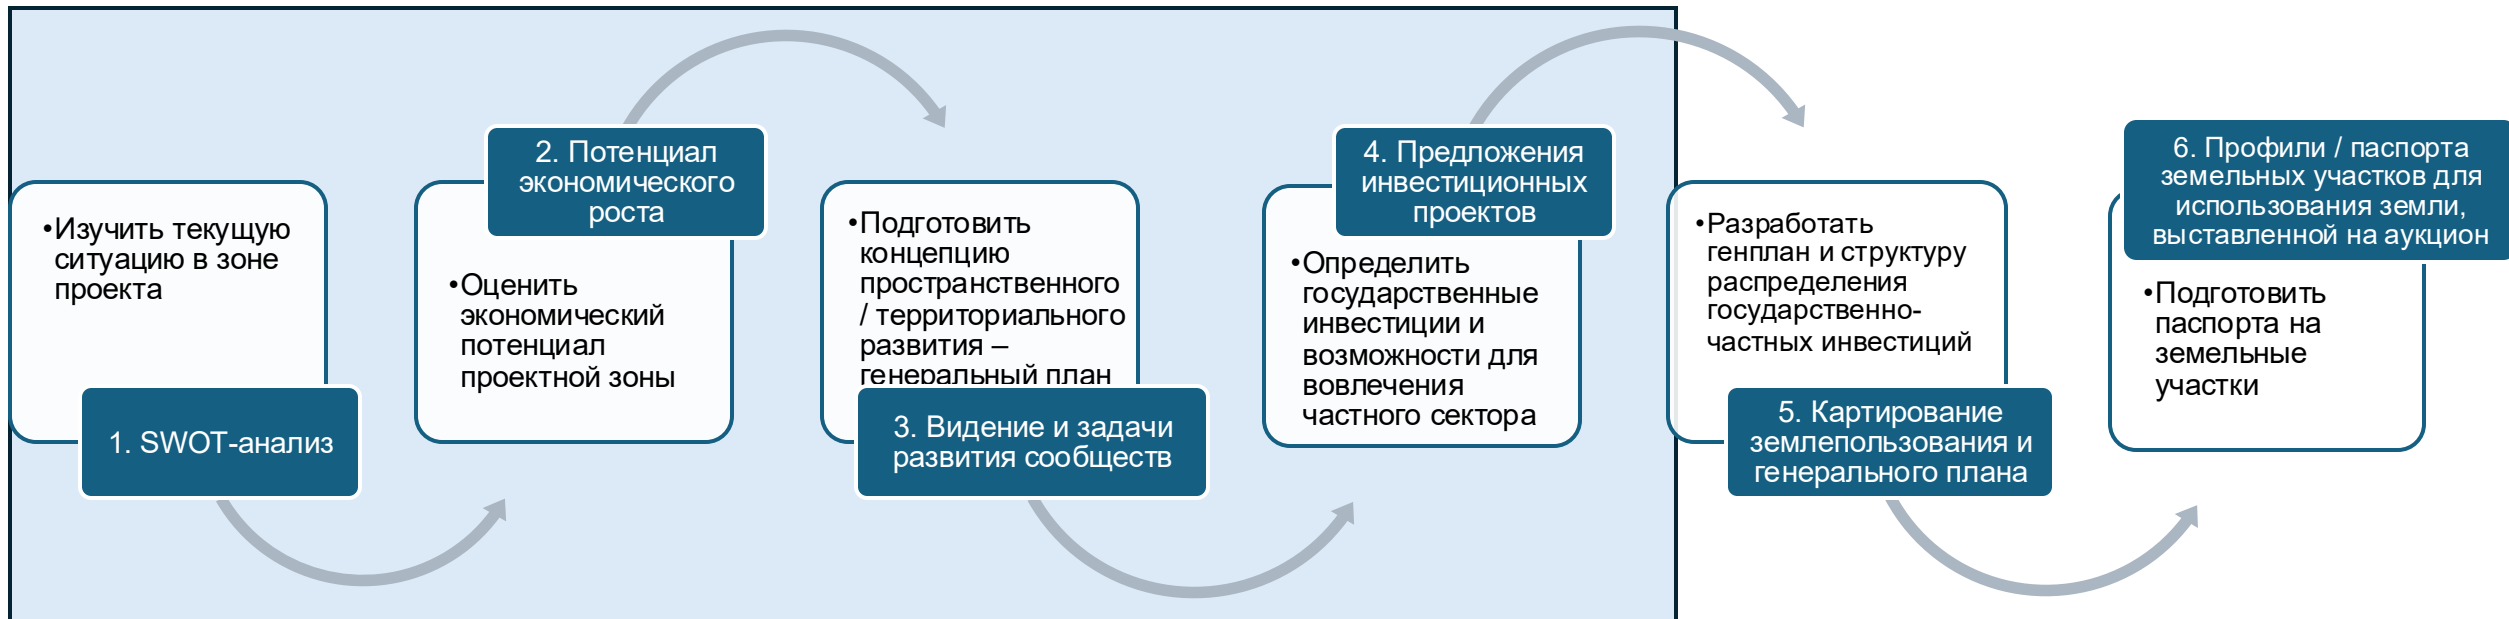 •Изучить текущую
ситуацию в зоне
проекта
1. SWOT-анализ
2. Потенциал
экономического
роста
•Оценить
экономический
потенциал
проектной зоны
•Подготовить
концепцию
пространственного
/ территориального
развития –
генеральный план
3. Видение и задачи
развития сообществ
4. Предложения
инвестиционных
проектов
•Определить
государственные
инвестиции и
возможности для
вовлечения
частного сектора
•Разработать
генплан и структуру
распределения
государственно-
частных инвестиций
5. Картирование
землепользования и
генерального плана
6. Профили / паспорта
земельных участков для
использования земли,
выставленной на аукцион
•Подготовить
паспорта на
земельные
участки